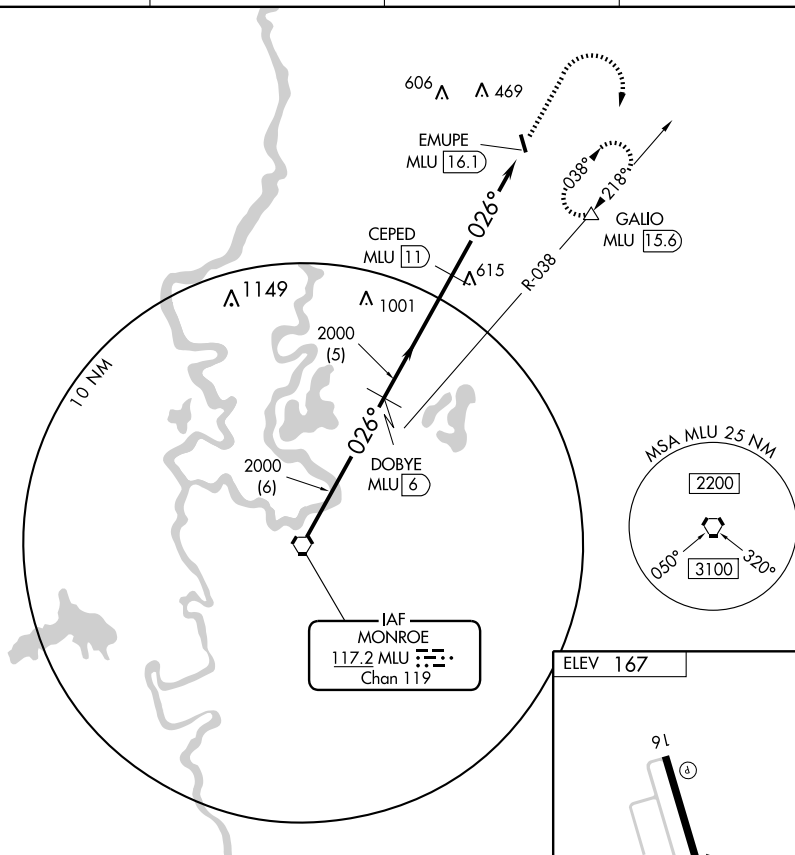 606
469
EMUPE
MLU 16.1
038°
218°
026°
GALIO
MLU 15.6
CEPED
MLU 11
615
R-038
1149
1001
10 NM
2000
(5)
026°
DOBYE
MLU 6
2000
(6)
MSA MLU 25 NM
2200
050°
320°
3100
IAF
MONROE
117.2 MLU
Chan 119
ELEV 167
16
P